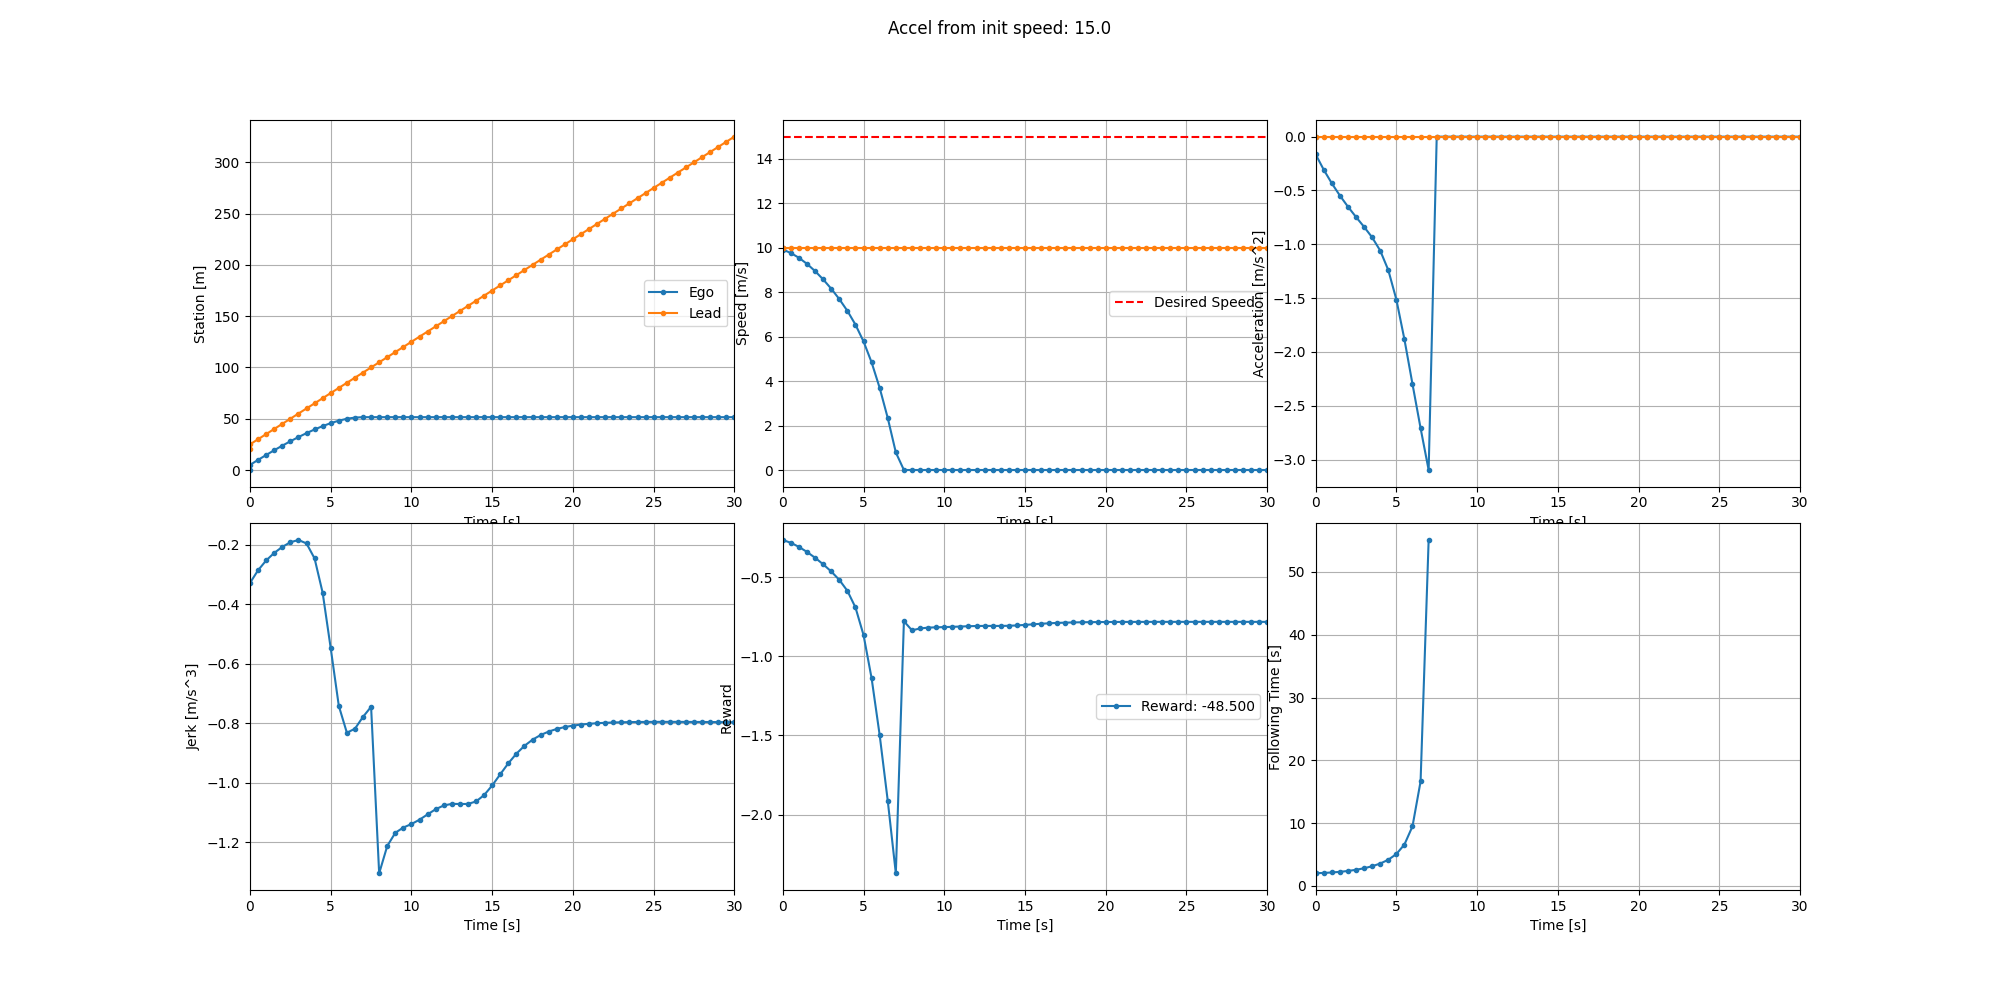 Accel from init speed: 15.0
Station [m]
300
250
200
150
100
50
0
0 5 10 15 20 25 30
Time [s]
Ego
Lead
Speed [m/s]
14
12
10
8
6
4
2
0
0 5 10 15 20 25 30
Time [s]
Desired Speed
Acceleration [m/s^2]
0.0
−0.5
−1.0
−1.5
−2.0
−2.5
−3.0
0 5 10 15 20 25 30
Time [s]
Jerk [m/s^3]
−0.2
−0.4
−0.6
−0.8
−1.0
−1.2
0 5 10 15 20 25 30
Time [s]
Reward
−0.5
−1.0
−1.5
−2.0
0 5 10 15 20 25 30
Time [s]
Reward: -48.500
Following Time [s]
50
40
30
20
10
0
0 5 10 15 20 25 30
Time [s]